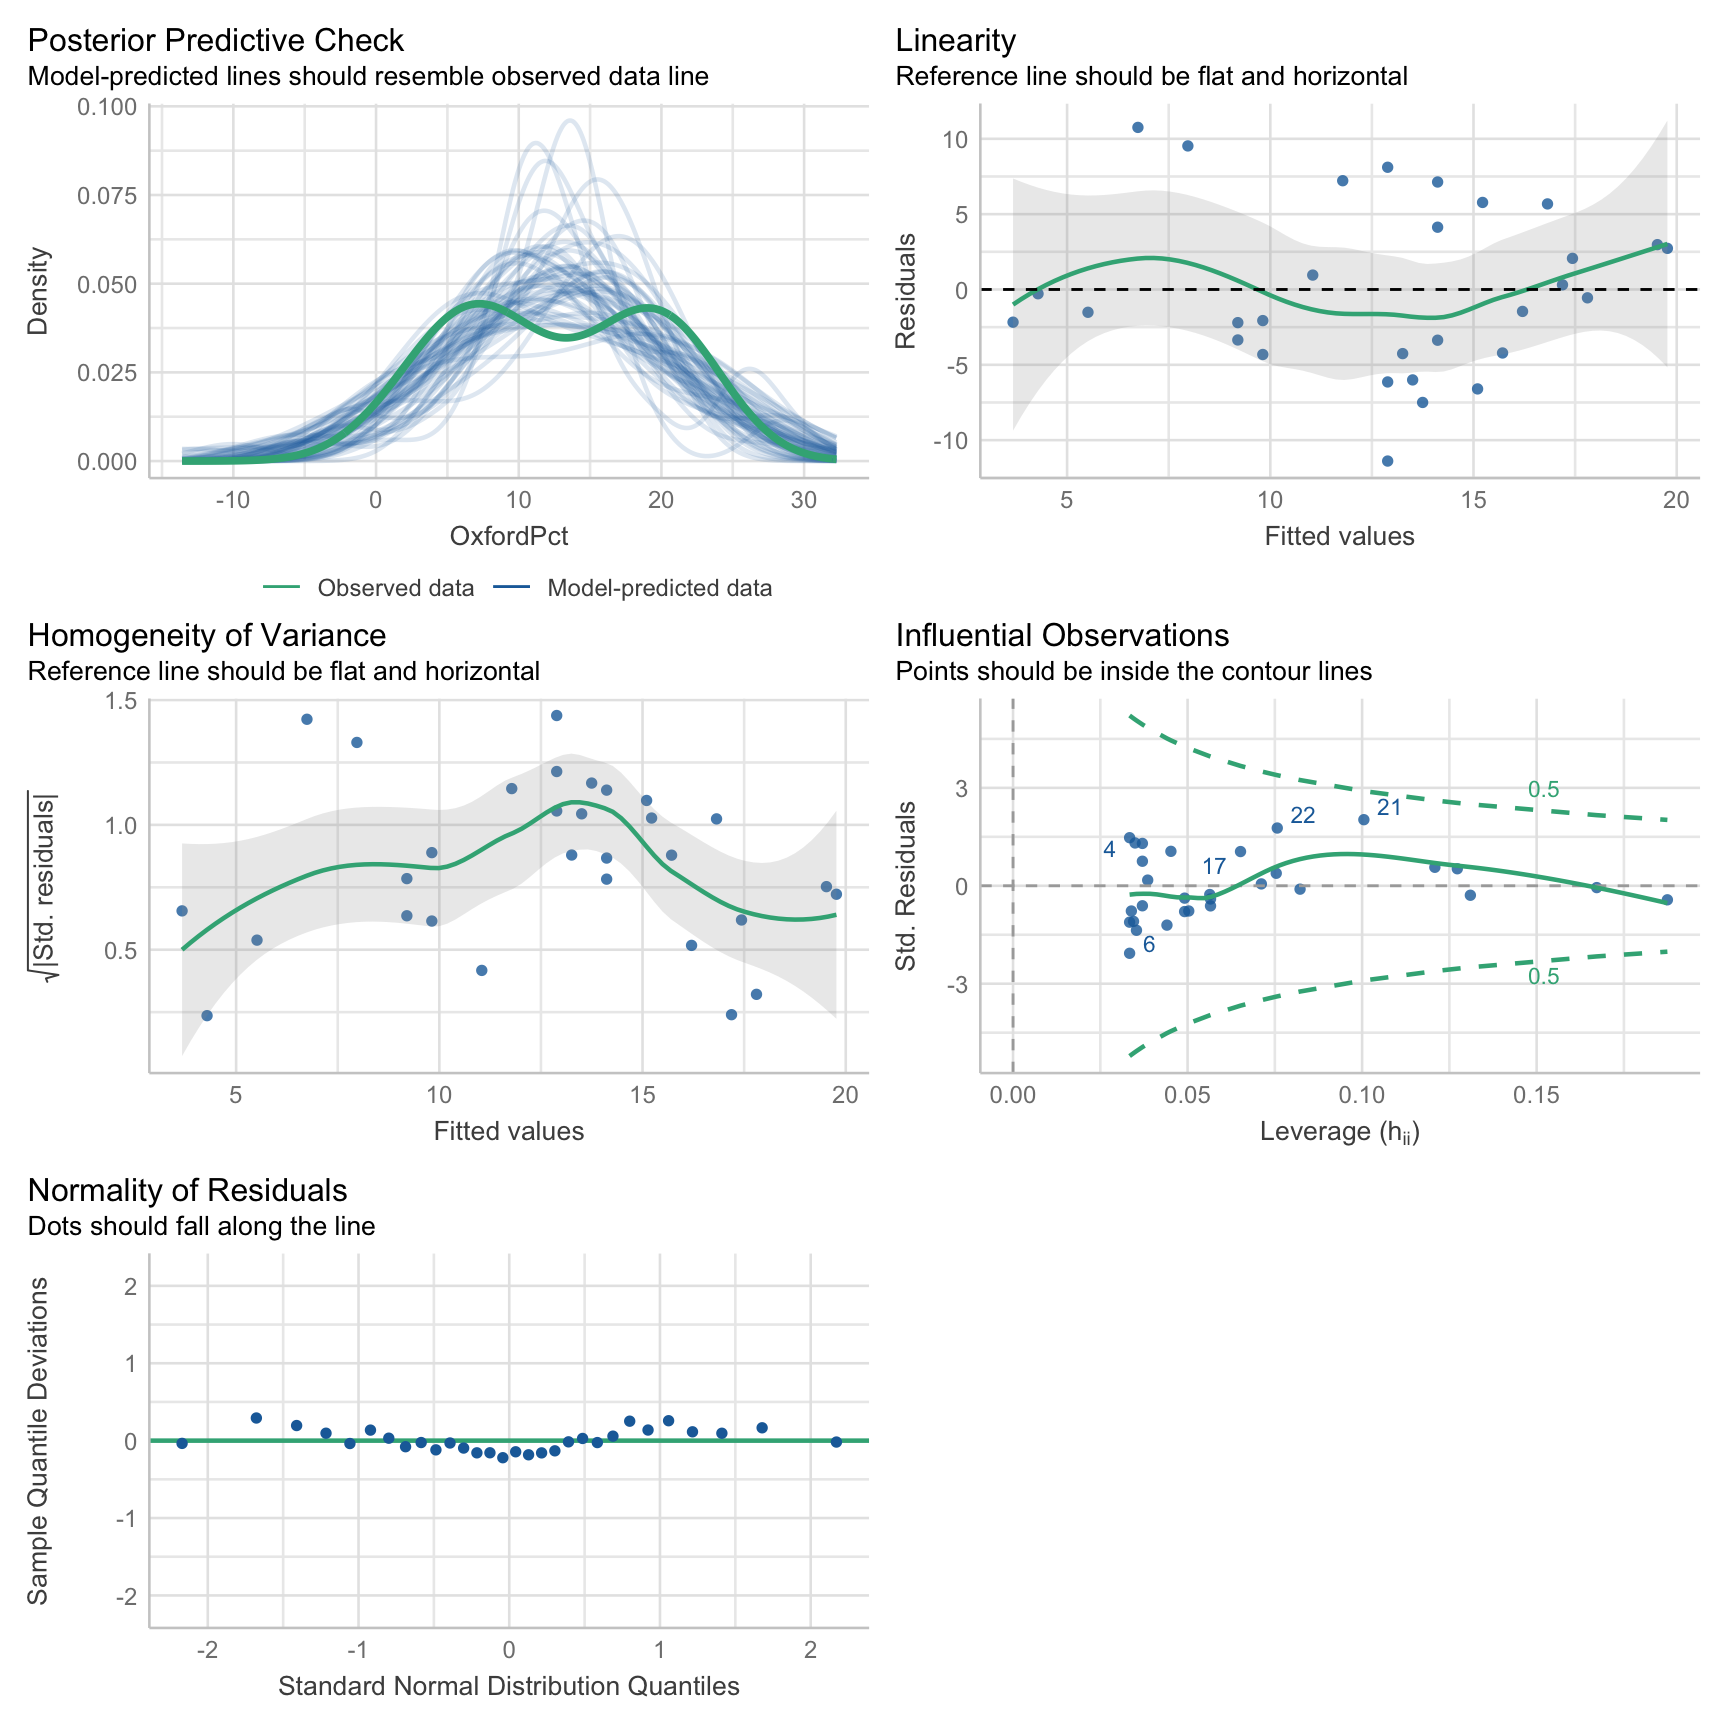 Posterior Predictive Check
Model-predicted lines should resemble observed data line
0.100
0.075
0.050
0.025
0.000
Density
-10 0 10 20 30
OxfordPct
Observed data Model-predicted data
Linearity
Reference line should be flat and horizontal
10
5
0
-5
-10
Residuals
5 10 15 20
Fitted values
Homogeneity of Variance
Reference line should be flat and horizontal
1.5
1.0
0.5
√|Std. residuals|
5 10 15 20
Fitted values
Influential Observations
Points should be inside the contour lines
3
0
-3
Std. Residuals
0.5
22
21
4
17
6
0.5
0.00 0.05 0.10 0.15
Leverage (hii)
Normality of Residuals
Dots should fall along the line
2
1
0
-1
-2
Sample Quantile Deviations
-2 -1 0 1 2
Standard Normal Distribution Quantiles